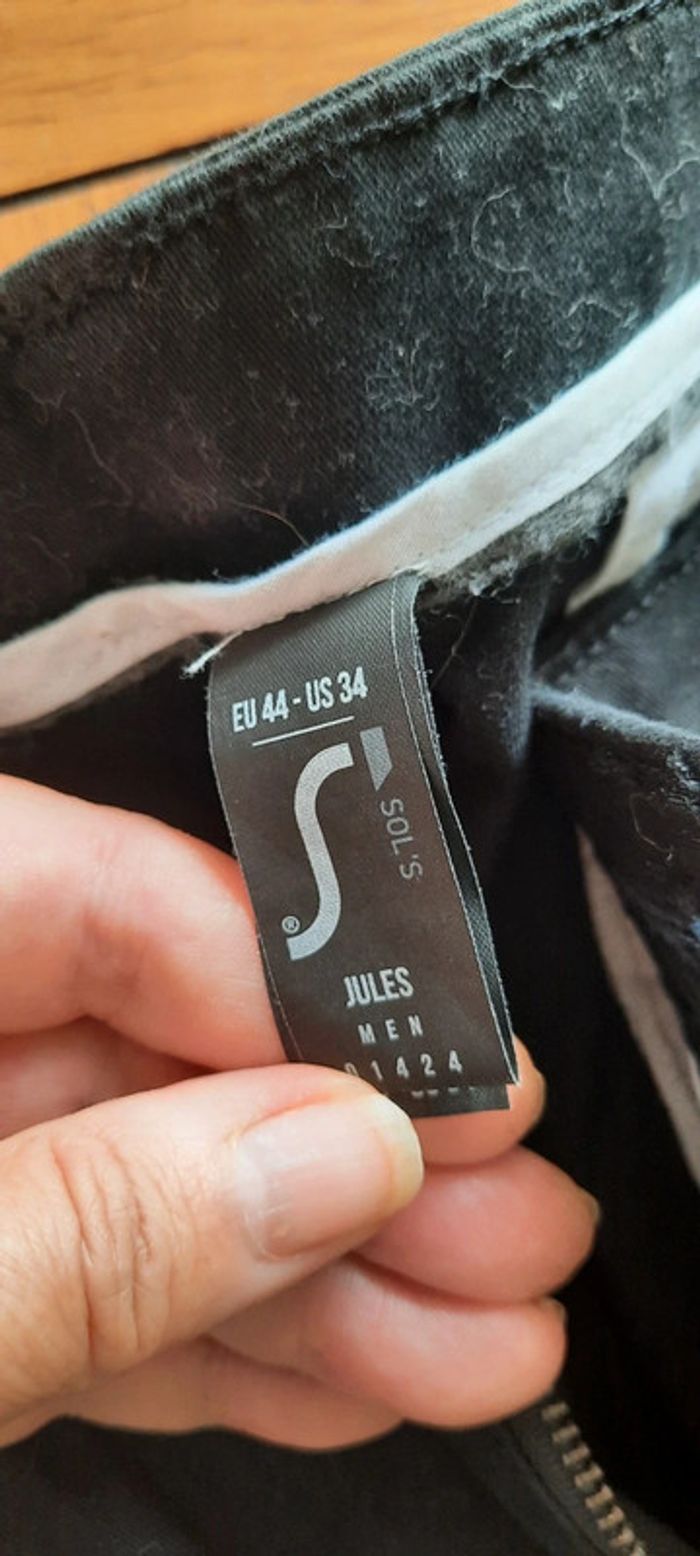 EU 44 - US 34
SOL'S
®
JULES
MEN
01424